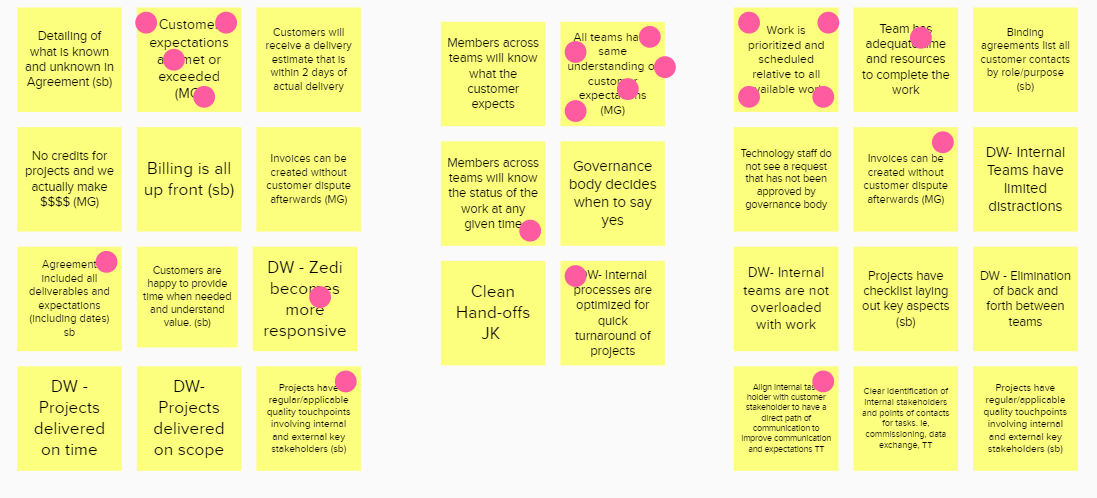 Detailing of
what is known
and unknown in
Agreement (sb)
Customer
expectations
are met or
exceeded
(MG)
Customers will
receive a delivery
estimate that is
within 2 days of
actual delivery
No credits for
projects and we
actually make
$$$$ (MG)
Billing is all
up front (sb)
Invoices can be
created without
customer dispute
afterwards (MG)
Agreement
included all
deliverables and
expectations
(including dates)
sb
Customers are
happy to provide
time when needed
and understand
value. (sb)
DW - Zedi
becomes
more
responsive
DW -
Projects
delivered
on time
DW-
Projects
delivered
on scope
Projects have
regular/applicable
quality touchpoints
involving internal
and external key
stakeholders (sb)
Members across
teams will know
what the
customer
expects
All teams have
same
understanding of
customer
expectations
(MG)
Members across
teams will know
the status of the
work at any
given time
Governance
body decides
when to say
yes
Clean
Hand-offs
JK
DW- Internal
processes are
optimized for
quick
turnaround of
projects
Work is
prioritized and
scheduled
relative to all
available work
Team has
adequate time
and resources
to complete the
work
Binding
agreements list all
customer contacts
by role/purpose
(sb)
Technology staff do
not see a request
that has not been
approved by
governance body
Invoices can be
created without
customer dispute
afterwards (MG)
DW- Internal
Teams have
limited
distractions
DW- Internal
teams are not
overloaded
with work
Projects have
checklist laying
out key aspects
(sb)
DW - Elimination
of back and
forth between
teams
Align internal task
holder with customer
stakeholder to have a
direct path of
communication to
improve communication
and expectations TT
Clear identification of
internal stakeholders
and points of contacts
for tasks. ie,
commissioning, data
exchange, TT
Projects have
regular/applicable
quality touchpoints
involving internal
and external key
stakeholders (sb)